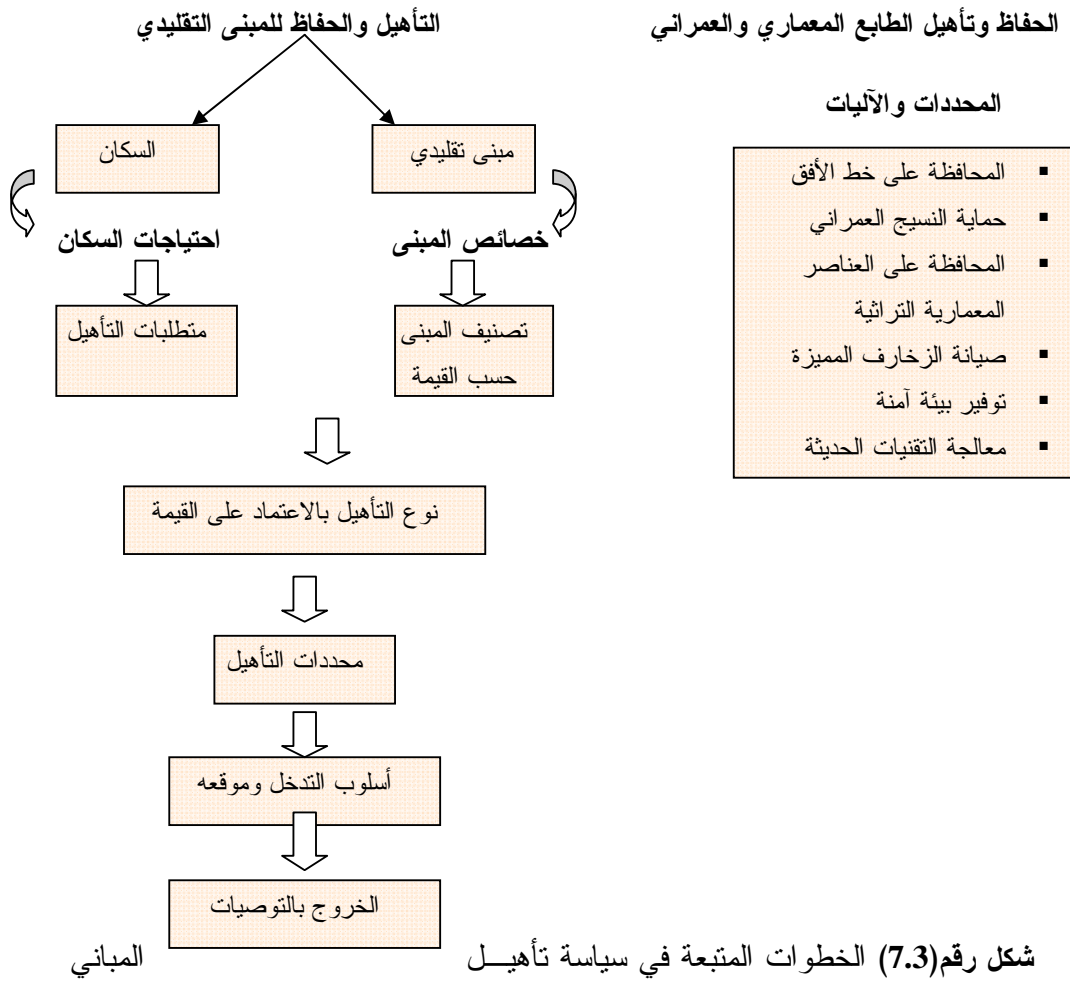 الحفاظ وتأهيل الطابع المعماري والعمراني
المحددات والآليات
▪ المحافظة على خط الأفق
▪ حماية النسيج العمراني
▪ المحافظة على العناصر
المعمارية التراثية
▪ صيانة الزخارف المميزة
▪ توفير بيئة آمنة
▪ معالجة التقنيات الحديثة
التأهيل والحفاظ للمبنى التقليدي
مبنى تقليدي
السكان
خصائص المبنى
احتياجات السكان
تصنيف المبنى
حسب القيمة
متطلبات التأهيل
نوع التأهيل بالاعتماد على القيمة
محددات التأهيل
أسلوب التدخل وموقعه
الخروج بالتوصيات
شكل رقم(7.3) الخطوات المتبعة في سياسة تأهيـــل المباني